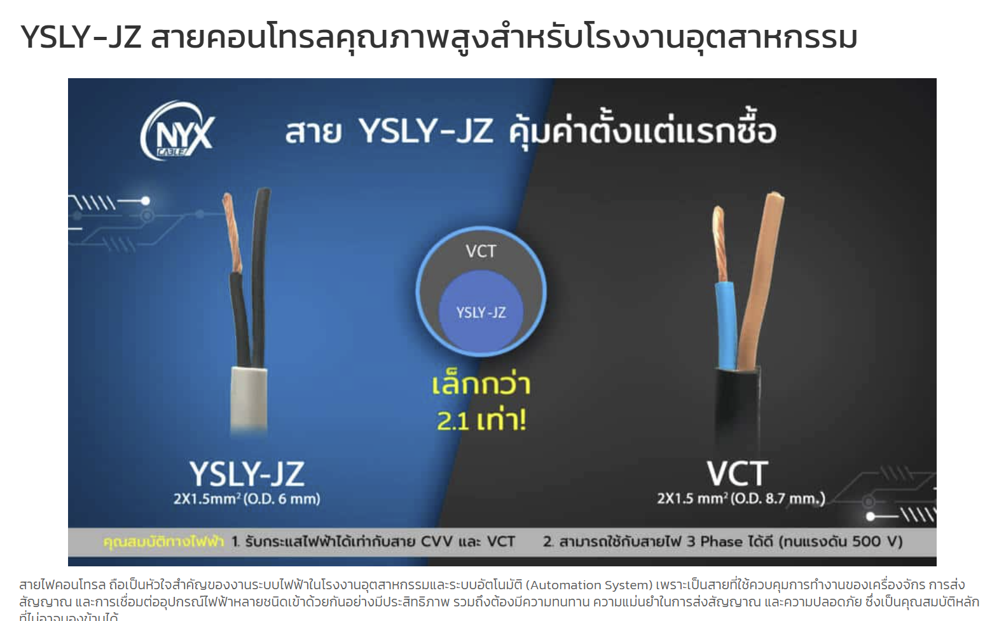 YSLY-JZ สายคอนโทรลคุณภาพสูงสำหรับโรงงานอุตสาหกรรม
NYX
CABLE
สาย YSLY-JZ คุ้มค่าตั้งแต่แรกซื้อ
VCT
YSLY-JZ
เล็กกว่า
2.1 เท่า!
YSLY-JZ
2X1.5mm² (O.D. 6 mm)
VCT
2X1.5 mm² (O.D. 8.7 mm.)
คุณสมบัติทางไฟฟ้า 1. รับกระแสไฟฟ้าได้เท่ากับสาย CVV และ VCT 2. สามารถใช้กับสายไฟ 3 Phase ได้ดี (ทนแรงดัน 500 V)
สายไฟคอนโทรล ถือเป็นหัวใจสำคัญของงานระบบไฟฟ้าในโรงงานอุตสาหกรรมและระบบอัตโนมัติ (Automation System) เพราะเป็นสายที่ใช้ควบคุมการทำงานของเครื่องจักร การส่ง
สัญญาณ และการเชื่อมต่ออุปกรณ์ไฟฟ้าหลายชนิดเข้าด้วยกันอย่างมีประสิทธิภาพ รวมถึงต้องมีความทนทาน ความแม่นยำในการส่งสัญญาณ และความปลอดภัย ซึ่งเป็นคุณสมบัติหลัก
ที่ไม่อาจมองข้ามได้